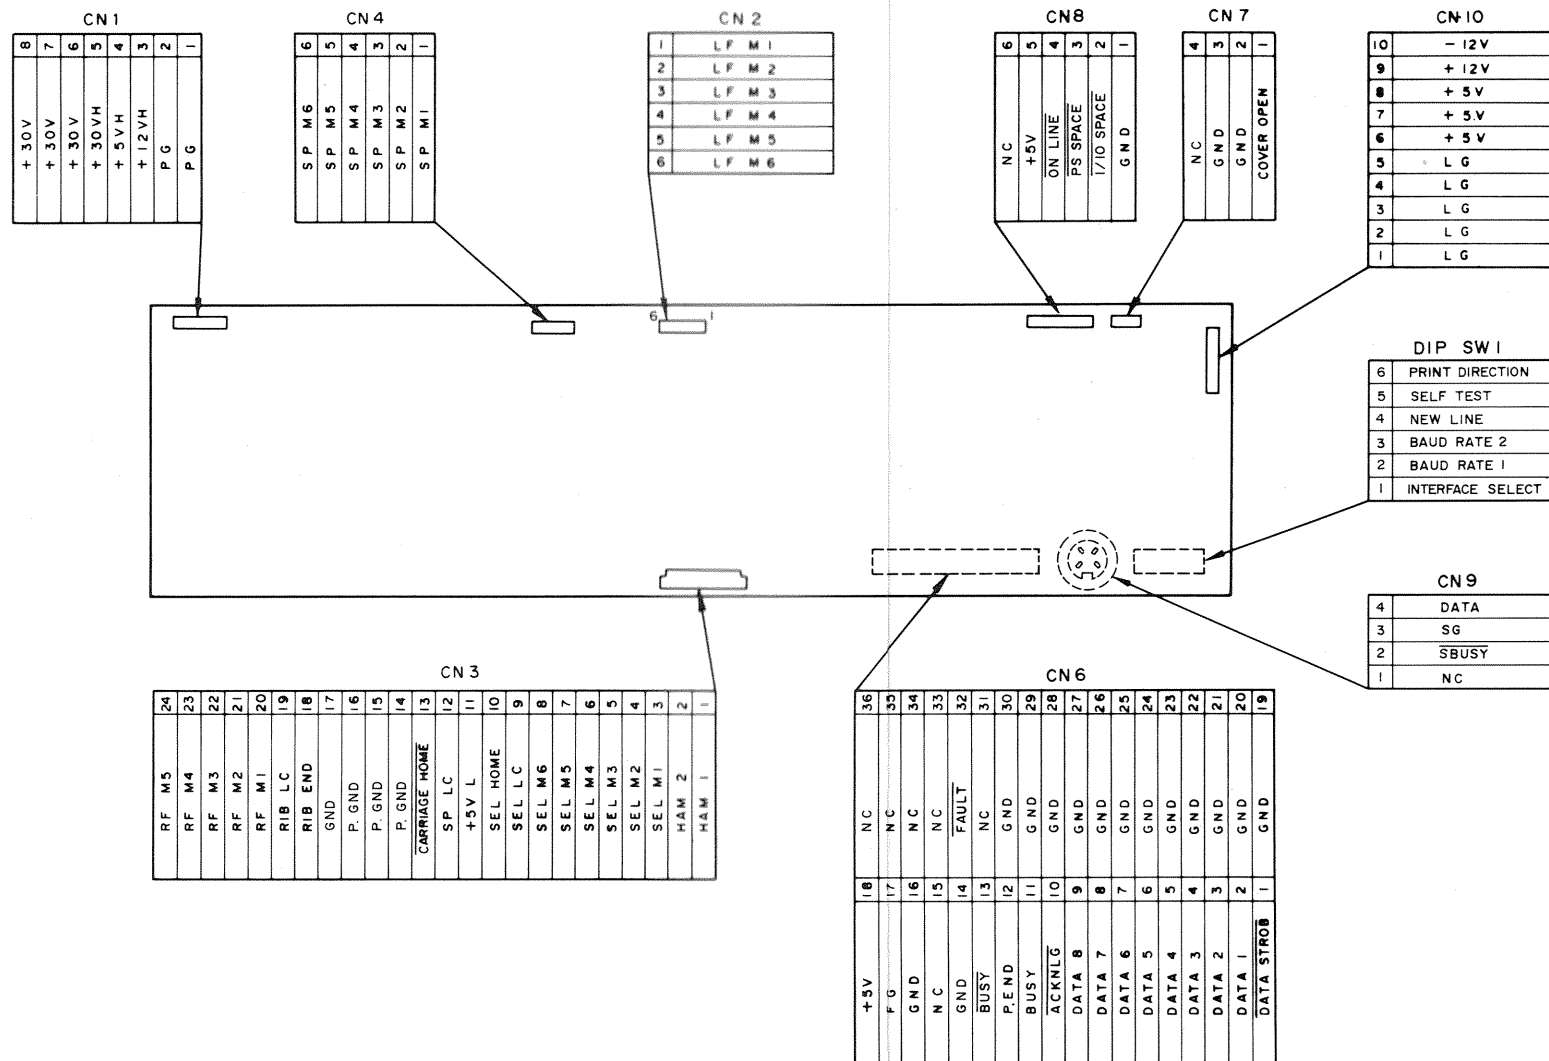 CN 1
8 +30V
7 +30V
6 +30V
5 +30VH
4 +5VH
3 +12VH
2 PG
1 PG
CN 4
6 SP M6
5 SP M5
4 SP M4
3 SP M3
2 SP M2
1 SP M1
CN 2
1 LF M1
2 LF M2
3 LF M3
4 LF M4
5 LF M5
6 LF M6
CN8
6 NC
5 +5V
4 ON LINE
3 PS SPACE
2 1/10 SPACE
1 GND
CN 7
4 NC
3 GND
2 GND
1 COVER OPEN
CN-10
10 -12V
9 +12V
8 +5V
7 +5.V
6 +5V
5 LG
4 LG
3 LG
2 LG
1 LG
6 1
DIP SW1
6 PRINT DIRECTION
5 SELF TEST
4 NEW LINE
3 BAUD RATE 2
2 BAUD RATE 1
1 INTERFACE SELECT
CN9
4 DATA
3 SG
2 SBUSY
1 NC
CN 3
24 RF M5
23 RF M4
22 RF M3
21 RF M2
20 RF M1
19 RIB LC
18 RIB END
17 GND
16 P. GND
15 P. GND
14 P. GND
13 CARRIAGE HOME
12 SP LC
11 +5V L
10 SEL HOME
9 SEL LC
8 SEL M6
7 SEL M5
6 SEL M4
5 SEL M3
4 SEL M2
3 SEL M1
2 HAM 2
1 HAM 1
CN6
36 NC
35 NC
34 NC
33 NC
32 FAULT
31 NC
30 GND
29 GND
28 GND
27 GND
26 GND
25 GND
24 GND
23 GND
22 GND
21 GND
20 GND
19 GND
18 +5V
17 FG
16 GND
15 NC
14 GND
13 BUSY
12 P.END
11 BUSY
10 ACKNLG
9 DATA 8
8 DATA 7
7 DATA 6
6 DATA 5
5 DATA 4
4 DATA 3
3 DATA 2
2 DATA 1
1 DATA STROB